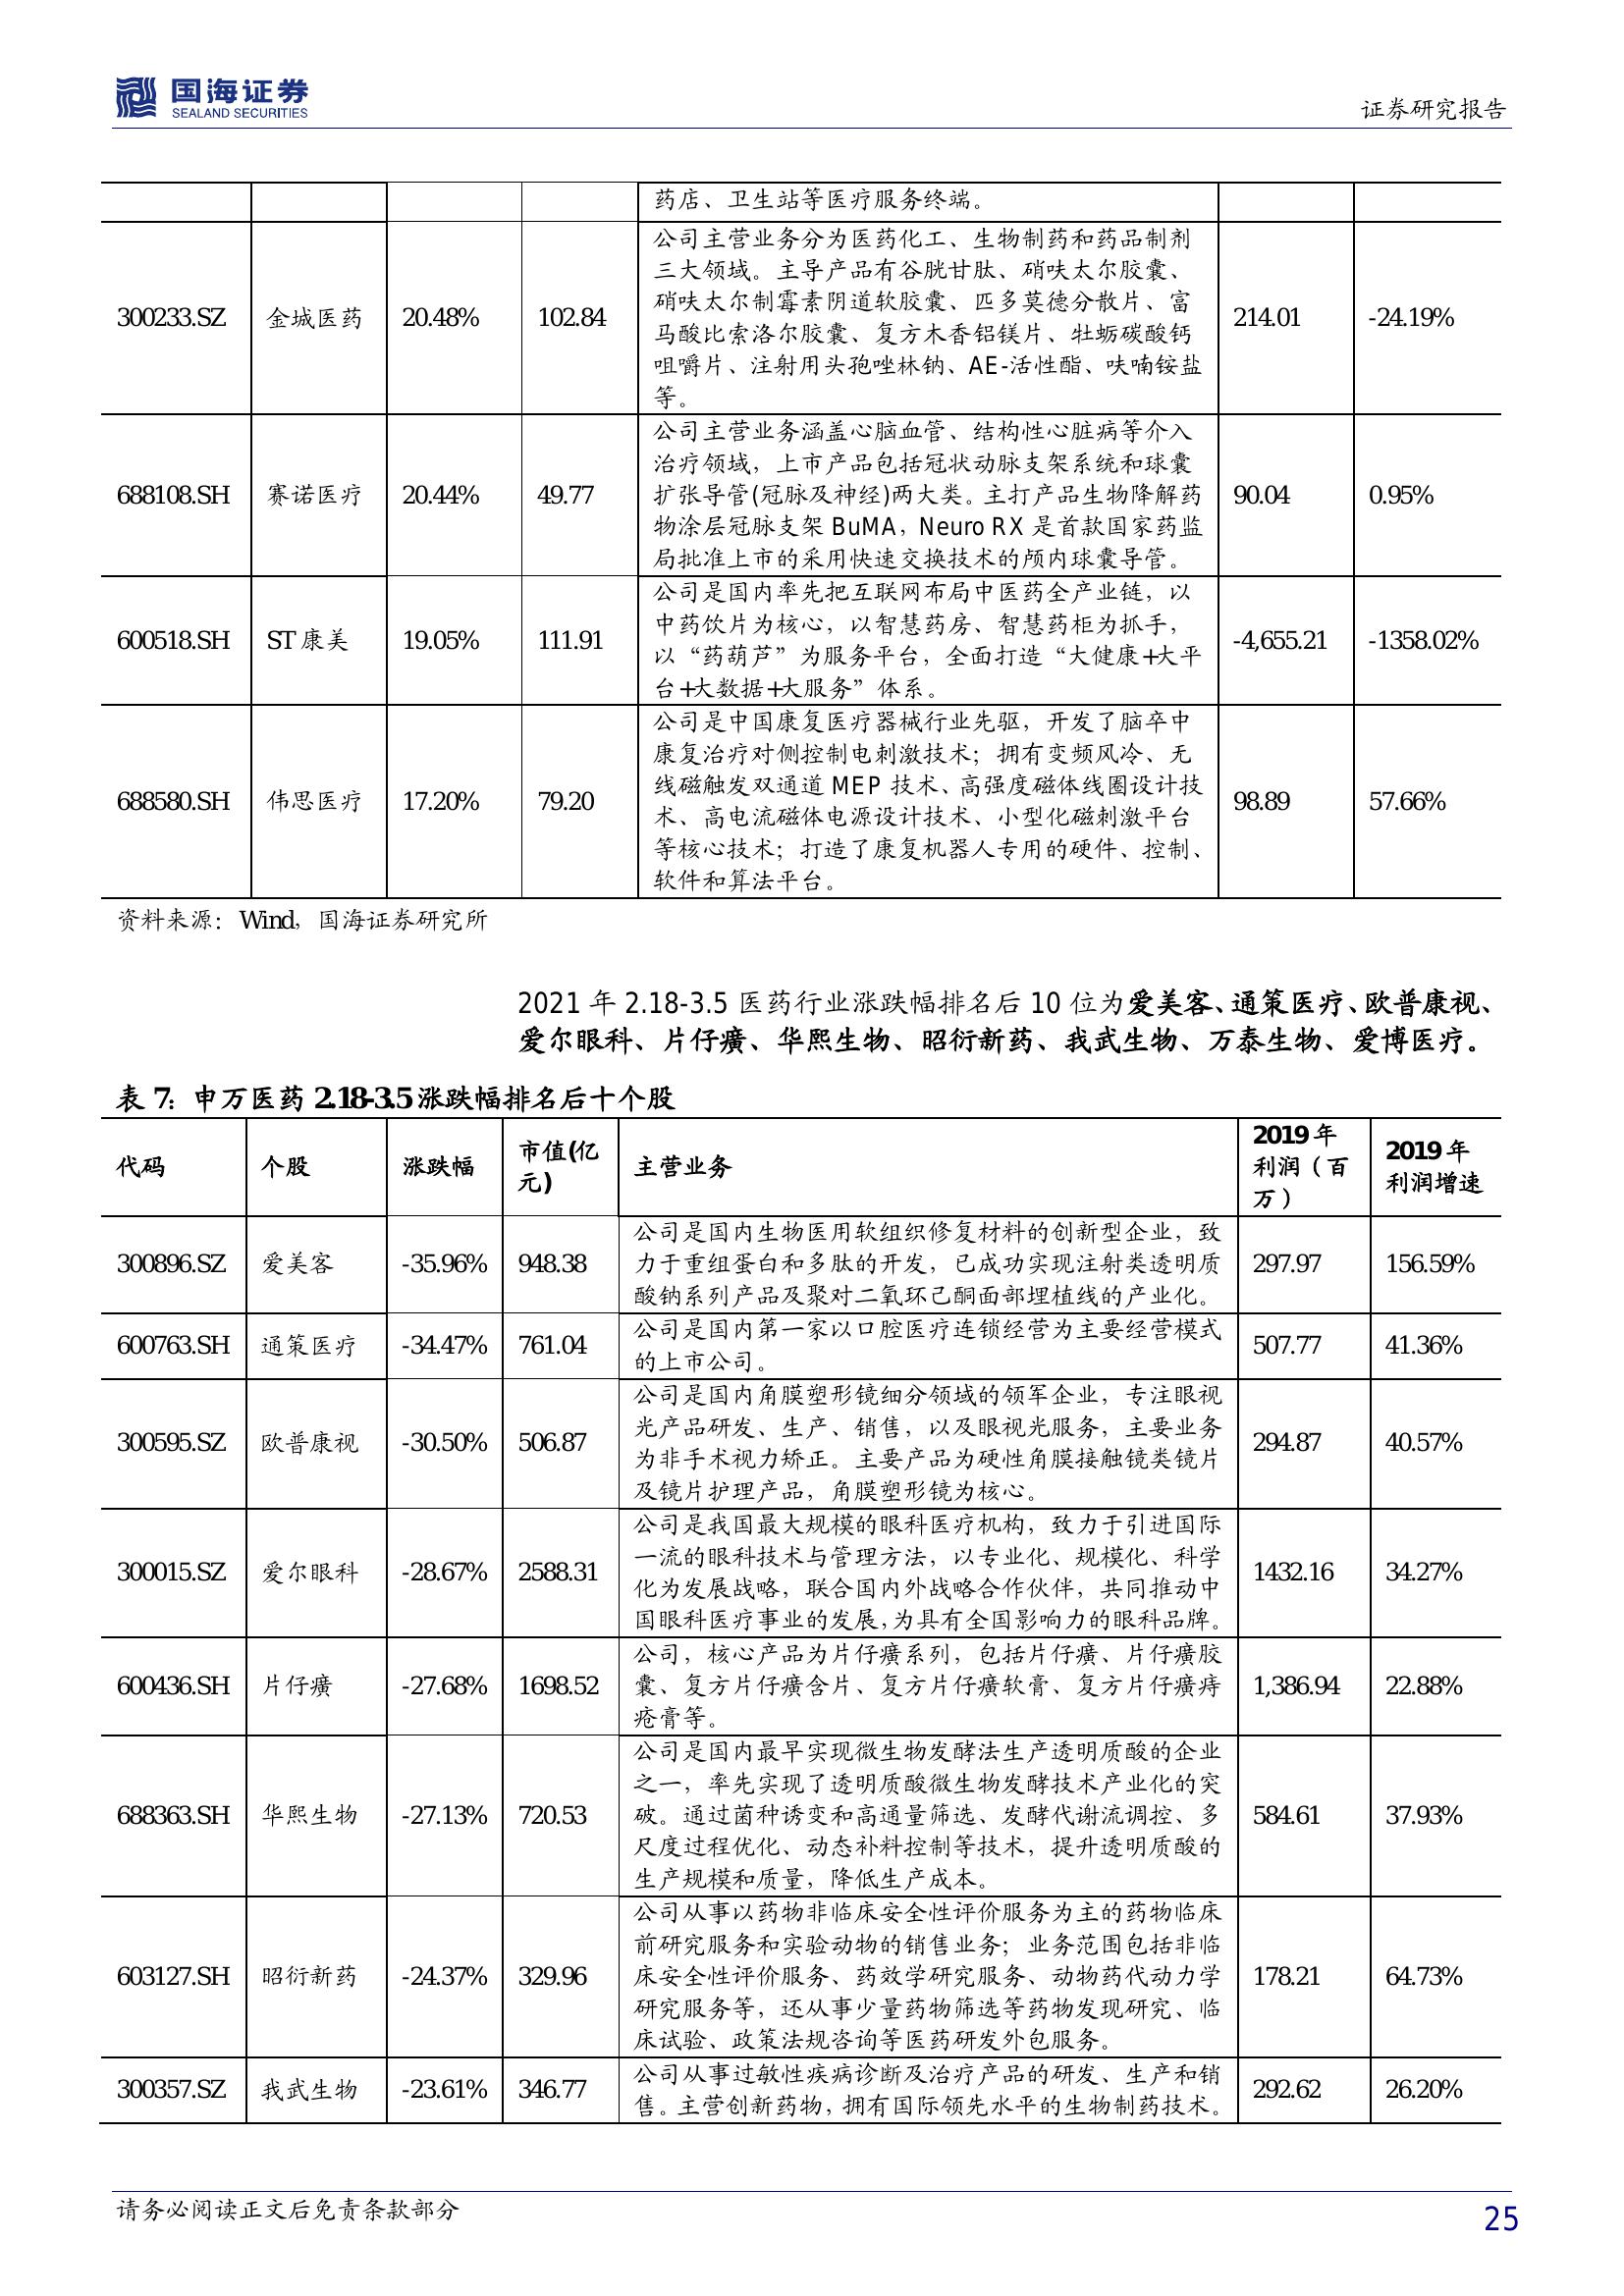 国海证券
SEALAND SECURITIES
证券研究报告
药店、卫生站等医疗服务终端。
300233.SZ 金城医药 20.48% 102.84
公司主营业务分为医药化工、生物制药和药品制剂
三大领域。主导产品有谷胱甘肽、硝呋太尔胶囊、
硝呋太尔制霉素阴道软胶囊、匹多莫德分散片、富
马酸比索洛尔胶囊、复方木香铝镁片、牡蛎碳酸钙
咀嚼片、注射用头孢唑林钠、AE-活性酯、呋喃铵盐
等。
214.01 -24.19%
688108.SH 赛诺医疗 20.44% 49.77
公司主营业务涵盖心脑血管、结构性心脏病等介入
治疗领域，上市产品包括冠状动脉支架系统和球囊
扩张导管(冠脉及神经)两大类。主打产品生物降解药
物涂层冠脉支架 BuMA，Neuro RX 是首款国家药监
局批准上市的采用快速交换技术的颅内球囊导管。
90.04 0.95%
600518.SH ST 康美 19.05% 111.91
公司是国内率先把互联网布局中医药全产业链，以
中药饮片为核心，以智慧药房、智慧药柜为抓手，
以“药葫芦”为服务平台，全面打造“大健康+大平
台+大数据+大服务”体系。
-4,655.21 -1358.02%
688580.SH 伟思医疗 17.20% 79.20
公司是中国康复医疗器械行业先驱，开发了脑卒中
康复治疗对侧控制电刺激技术；拥有变频风冷、无
线磁触发双通道 MEP 技术、高强度磁体线圈设计技
术、高电流磁体电源设计技术、小型化磁刺激平台
等核心技术；打造了康复机器人专用的硬件、控制、
软件和算法平台。
98.89 57.66%
资料来源：Wind，国海证券研究所
2021 年 2.18-3.5 医药行业涨跌幅排名后 10 位为爱美客、通策医疗、欧普康视、
爱尔眼科、片仔癀、华熙生物、昭衍新药、我武生物、万泰生物、爱博医疗。
表 7：申万医药 2.18-3.5 涨跌幅排名后十个股
代码 个股 涨跌幅 市值(亿
元) 主营业务 2019 年
利润（百
万） 2019 年
利润增速
300896.SZ 爱美客 -35.96% 948.38
公司是国内生物医用软组织修复材料的创新型企业，致
力于重组蛋白和多肽的开发，已成功实现注射类透明质
酸钠系列产品及聚对二氧环己酮面部埋植线的产业化。
297.97 156.59%
600763.SH 通策医疗 -34.47% 761.04
公司是国内第一家以口腔医疗连锁经营为主要经营模式
的上市公司。
507.77 41.36%
300595.SZ 欧普康视 -30.50% 506.87
公司是国内角膜塑形镜细分领域的领军企业，专注眼视
光产品研发、生产、销售，以及眼视光服务，主要业务
为非手术视力矫正。主要产品为硬性角膜接触镜类镜片
及镜片护理产品，角膜塑形镜为核心。
294.87 40.57%
300015.SZ 爱尔眼科 -28.67% 2588.31
公司是我国最大规模的眼科医疗机构，致力于引进国际
一流的眼科技术与管理方法，以专业化、规模化、科学
化为发展战略，联合国内外战略合作伙伴，共同推动中
国眼科医疗事业的发展，为具有全国影响力的眼科品牌。
1432.16 34.27%
600436.SH 片仔癀 -27.68% 1698.52
公司，核心产品为片仔癀系列，包括片仔癀、片仔癀胶
囊、复方片仔癀含片、复方片仔癀软膏、复方片仔癀痔
疮膏等。
1,386.94 22.88%
688363.SH 华熙生物 -27.13% 720.53
公司是国内最早实现微生物发酵法生产透明质酸的企业
之一，率先实现了透明质酸微生物发酵技术产业化的突
破。通过菌种诱变和高通量筛选、发酵代谢流调控、多
尺度过程优化、动态补料控制等技术，提升透明质酸的
生产规模和质量，降低生产成本。
584.61 37.93%
603127.SH 昭衍新药 -24.37% 329.96
公司从事以药物非临床安全性评价服务为主的药物临床
前研究服务和实验动物的销售业务；业务范围包括非临
床安全性评价服务、药效学研究服务、动物药代动力学
研究服务等，还从事少量药物筛选等药物发现研究、临
床试验、政策法规咨询等医药研发外包服务。
178.21 64.73%
300357.SZ 我武生物 -23.61% 346.77
公司从事过敏性疾病诊断及治疗产品的研发、生产和销
售。主营创新药物，拥有国际领先水平的生物制药技术。
292.62 26.20%
请务必阅读正文后免责条款部分
25